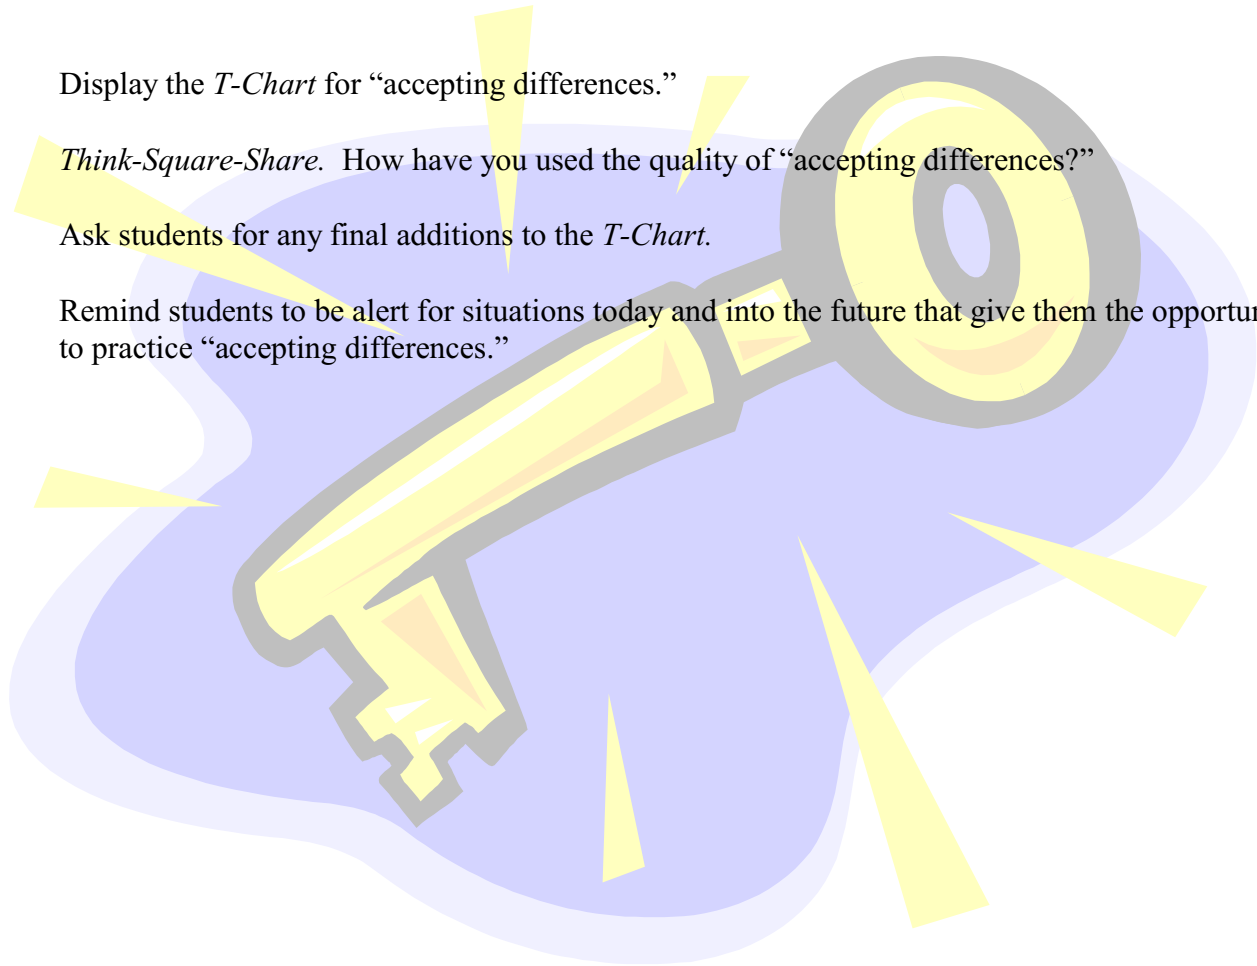 Display the T-Chart for “accepting differences.”
Think-Square-Share.  How have you used the quality of “accepting differences?”
Ask students for any final additions to the T-Chart.
Remind students to be alert for situations today and into the future that give them the
to practice “accepting differences.”